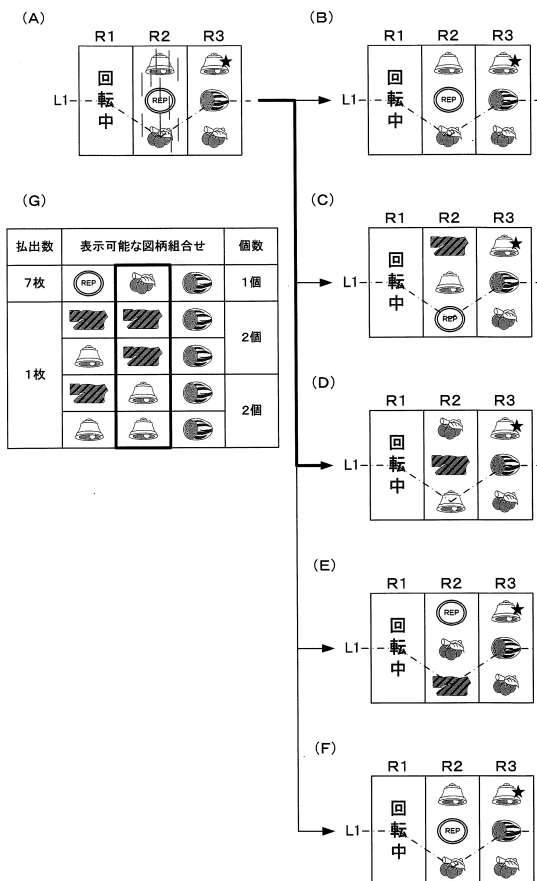 (A)
R1 R2 R3
回転中
REP
L1
(B)
R1 R2 R3
回転中
REP
L1
(G)
払出数 表示可能な図柄組合せ 個数
7枚 REP 1個
1枚 2個
2個
(C)
R1 R2 R3
回転中
L1
REP
(D)
R1 R2 R3
回転中
L1
(E)
R1 R2 R3
REP
回転中
L1
(F)
R1 R2 R3
回転中
REP
L1